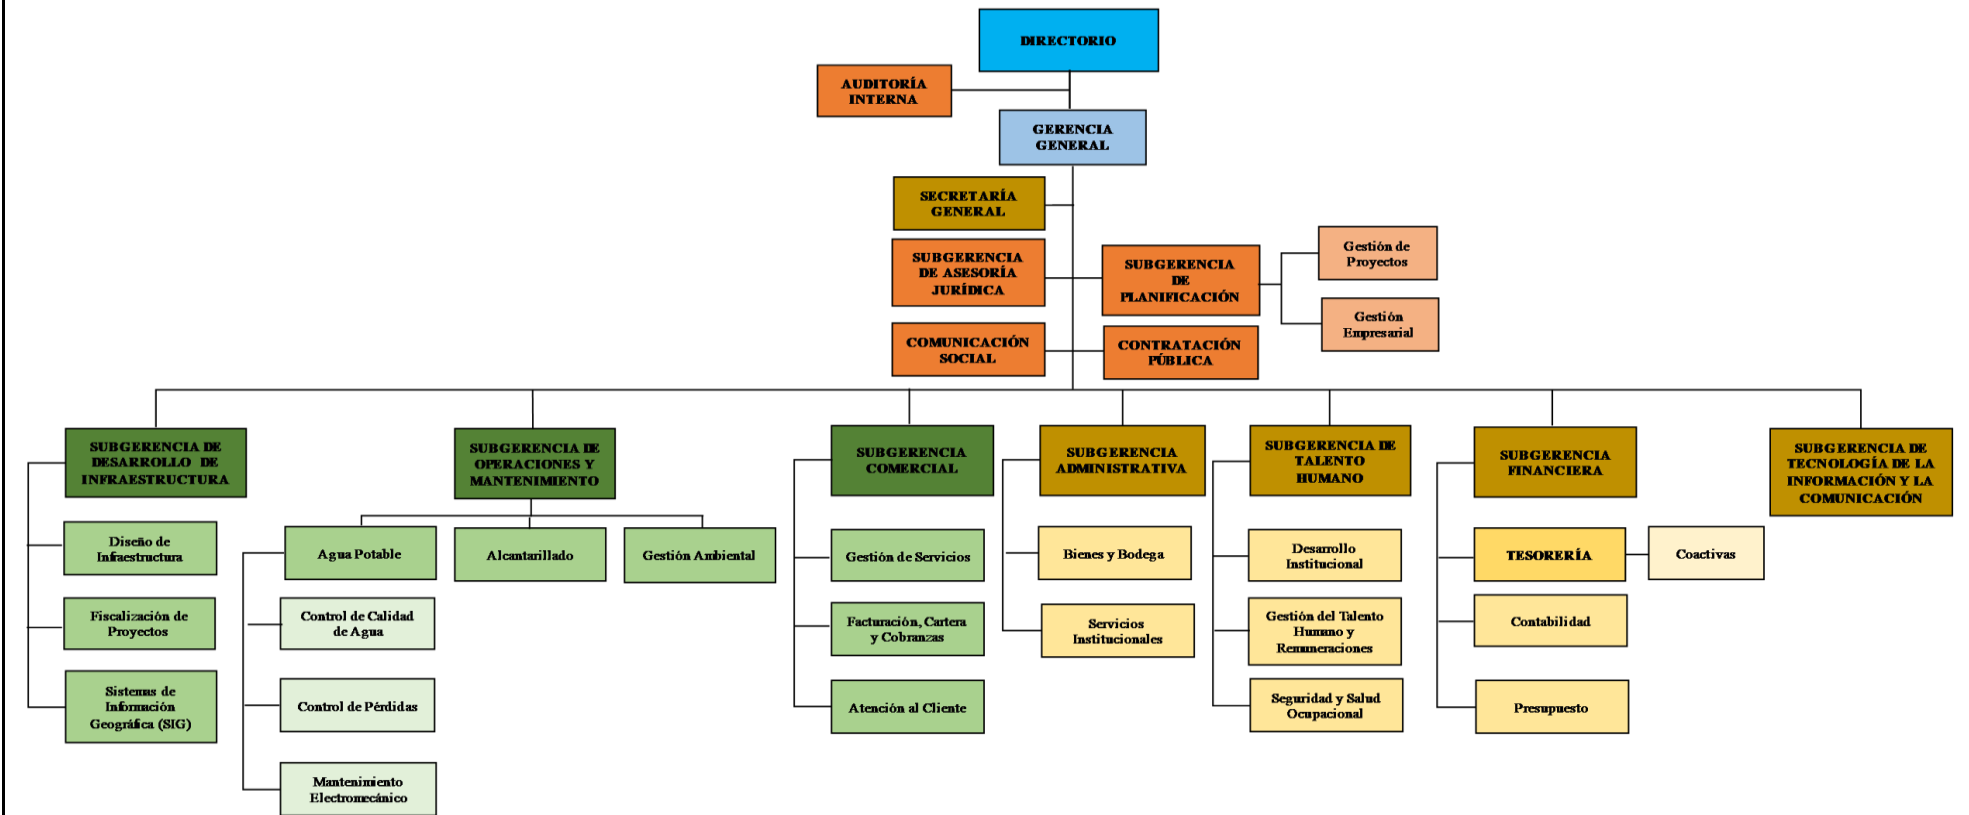 DIRECTORIO
AUDITORÍA
INTERNA
GERENCIA
GENERAL
SECRETARÍA
GENERAL
SUBGERENCIA
DE ASESORÍA
JURÍDICA
SUBGERENCIA
DE
PLANIFICACIÓN
Gestión de
Proyectos
Gestión
Empresarial
COMUNICACIÓN
SOCIAL
CONTRATACIÓN
PÚBLICA
SUBGERENCIA DE
DESARROLLO DE
INFRAESTRUCTURA
SUBGERENCIA DE
OPERACIONES Y
MANTENIMIENTO
SUBGERENCIA
COMERCIAL
SUBGERENCIA
ADMINISTRATIVA
SUBGERENCIA DE
TALENTO
HUMANO
SUBGERENCIA
FINANCIERA
SUBGERENCIA DE
TECNOLOGÍA DE LA
INFORMACIÓN Y LA
COMUNICACIÓN
Diseño de
Infraestructura
Agua Potable
Alcantarillado
Gestión Ambiental
Gestión de Servicios
Bienes y Bodega
Desarrollo
Institucional
TESORERÍA
Coactivas
Fiscalización de
Proyectos
Control de Calidad
de Agua
Facturación, Cartera
y Cobranzas
Servicios
Institucionales
Gestión del Talento
Humano y
Remuneraciones
Contabilidad
Sistemas de
Información
Geográfica (SIG)
Control de Pérdidas
Atención al Cliente
Seguridad y Salud
Ocupacional
Presupuesto
Mantenimiento
Electromecánico